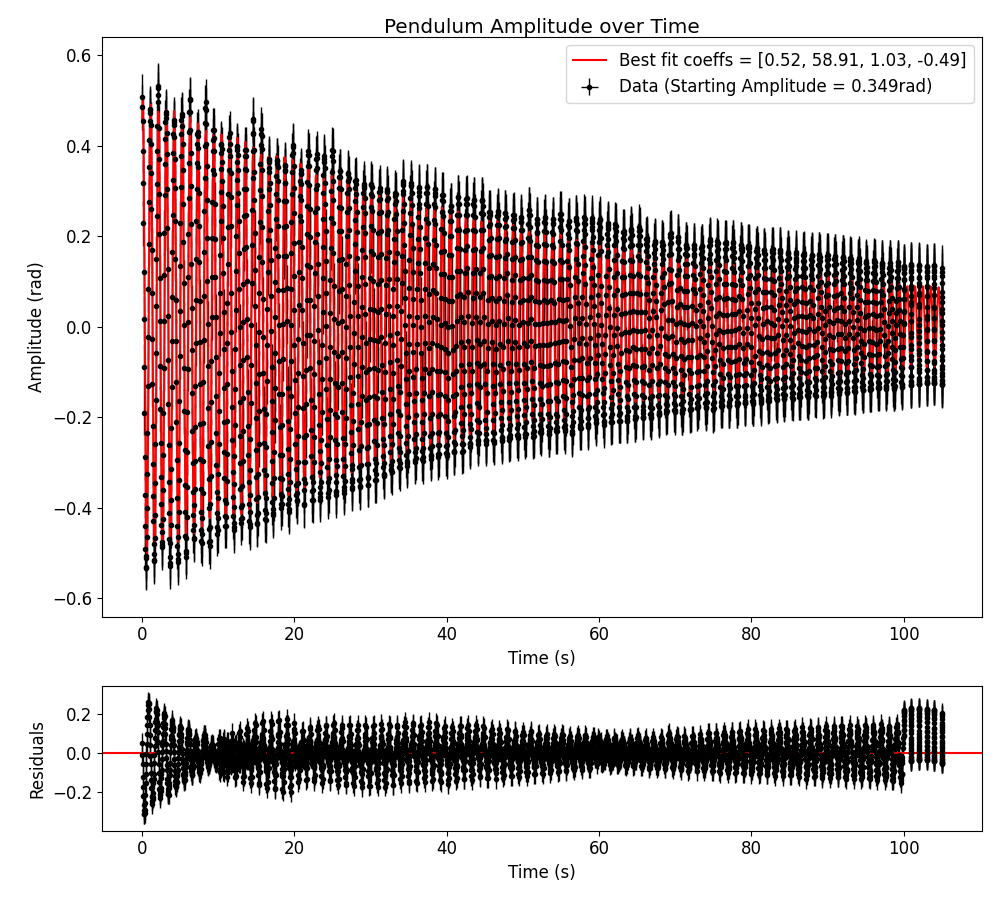 Pendulum Amplitude over Time
Best fit coeffs = [0.52, 58.91, 1.03, -0.49]
Data (Starting Amplitude = 0.349rad)
Amplitude (rad)
0.6
0.4
0.2
0.0
−0.2
−0.4
−0.6
0 20 40 60 80 100
Time (s)
Residuals
0.2
0.0
−0.2
0 20 40 60 80 100
Time (s)